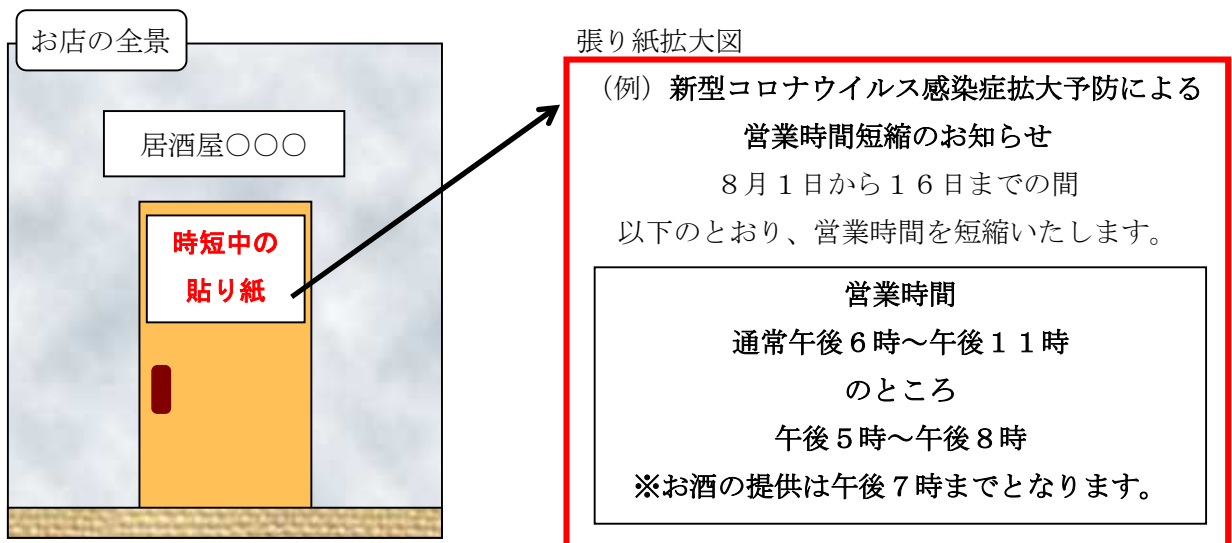 お店の全景
居酒屋○○○
時短中の
貼り紙
張り紙拡大図
（例）新型コロナウイルス感染症拡大予防による
営業時間短縮のお知らせ
８月１日から１６日までの間
以下のとおり、営業時間を短縮いたします。
営業時間
通常午後６時～午後１１時
のところ
午後５時～午後８時
※お酒の提供は午後７時までとなります。